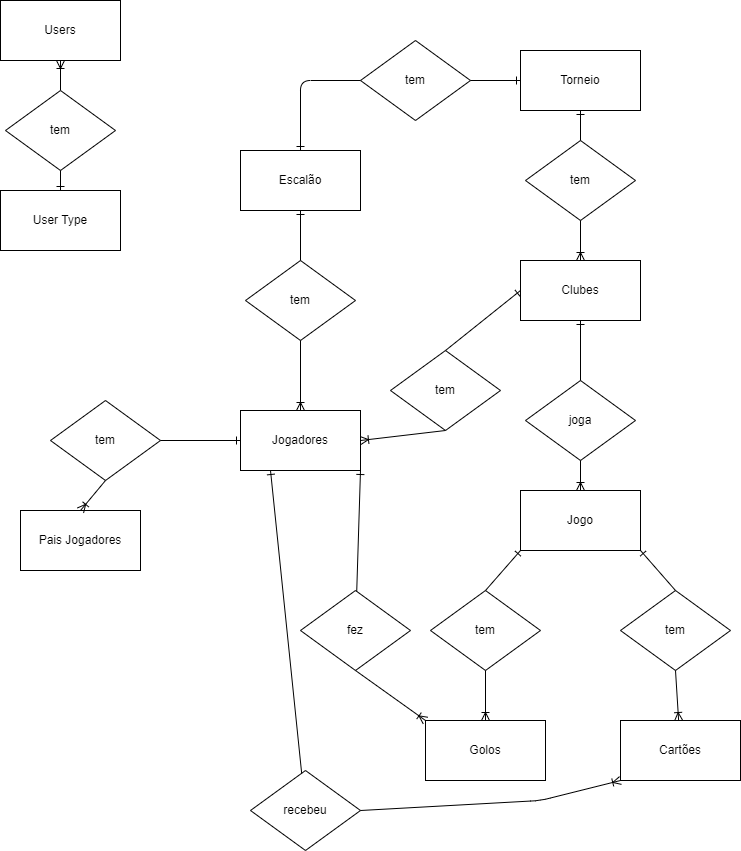 Users
tem
Torneio
tem
Escalão
tem
User Type
Clubes
tem
tem
joga
tem
Jogadores
Jogo
Pais Jogadores
fez
tem
tem
Golos
Cartões
recebeu